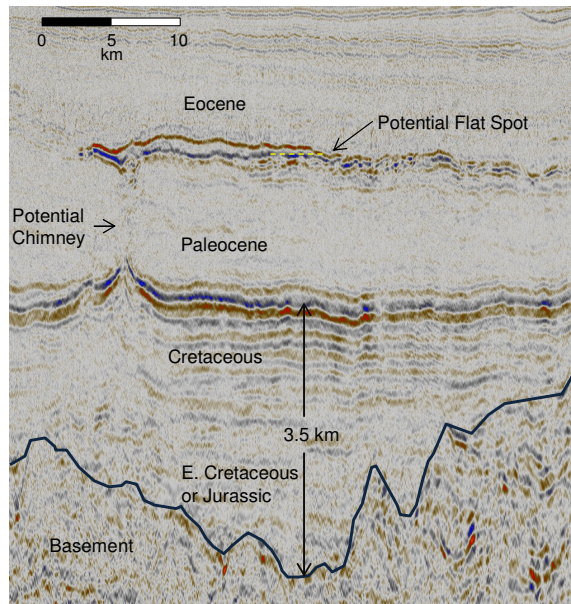 0 5 10
km
Eocene
Potential Flat Spot
Potential
Chimney
Paleocene
Cretaceous
3.5 km
E. Cretaceous
or Jurassic
Basement